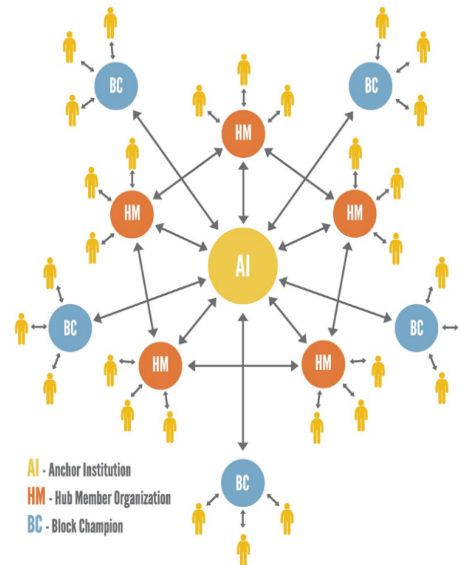 BC
BC
HM
HM
HM
AI
BC
BC
HM
HM
BC
AI - Anchor Institution
HM - Hub Member Organization
BC - Block Champion